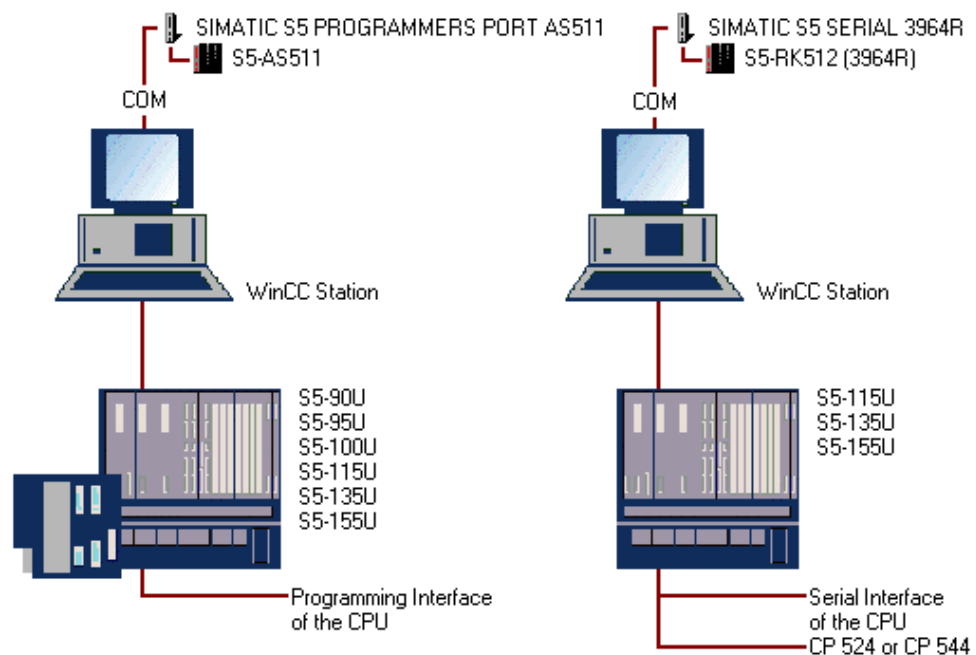 SIMATIC S5 PROGRAMMERS PORT AS511
S5-AS511
COM
WinCC Station
S5-90U
S5-95U
S5-100U
S5-115U
S5-135U
S5-155U
Programming Interface
of the CPU
SIMATIC S5 SERIAL 3964R
S5-RK512 (3964R)
COM
WinCC Station
S5-115U
S5-135U
S5-155U
Serial Interface
of the CPU
CP 524 or CP 544